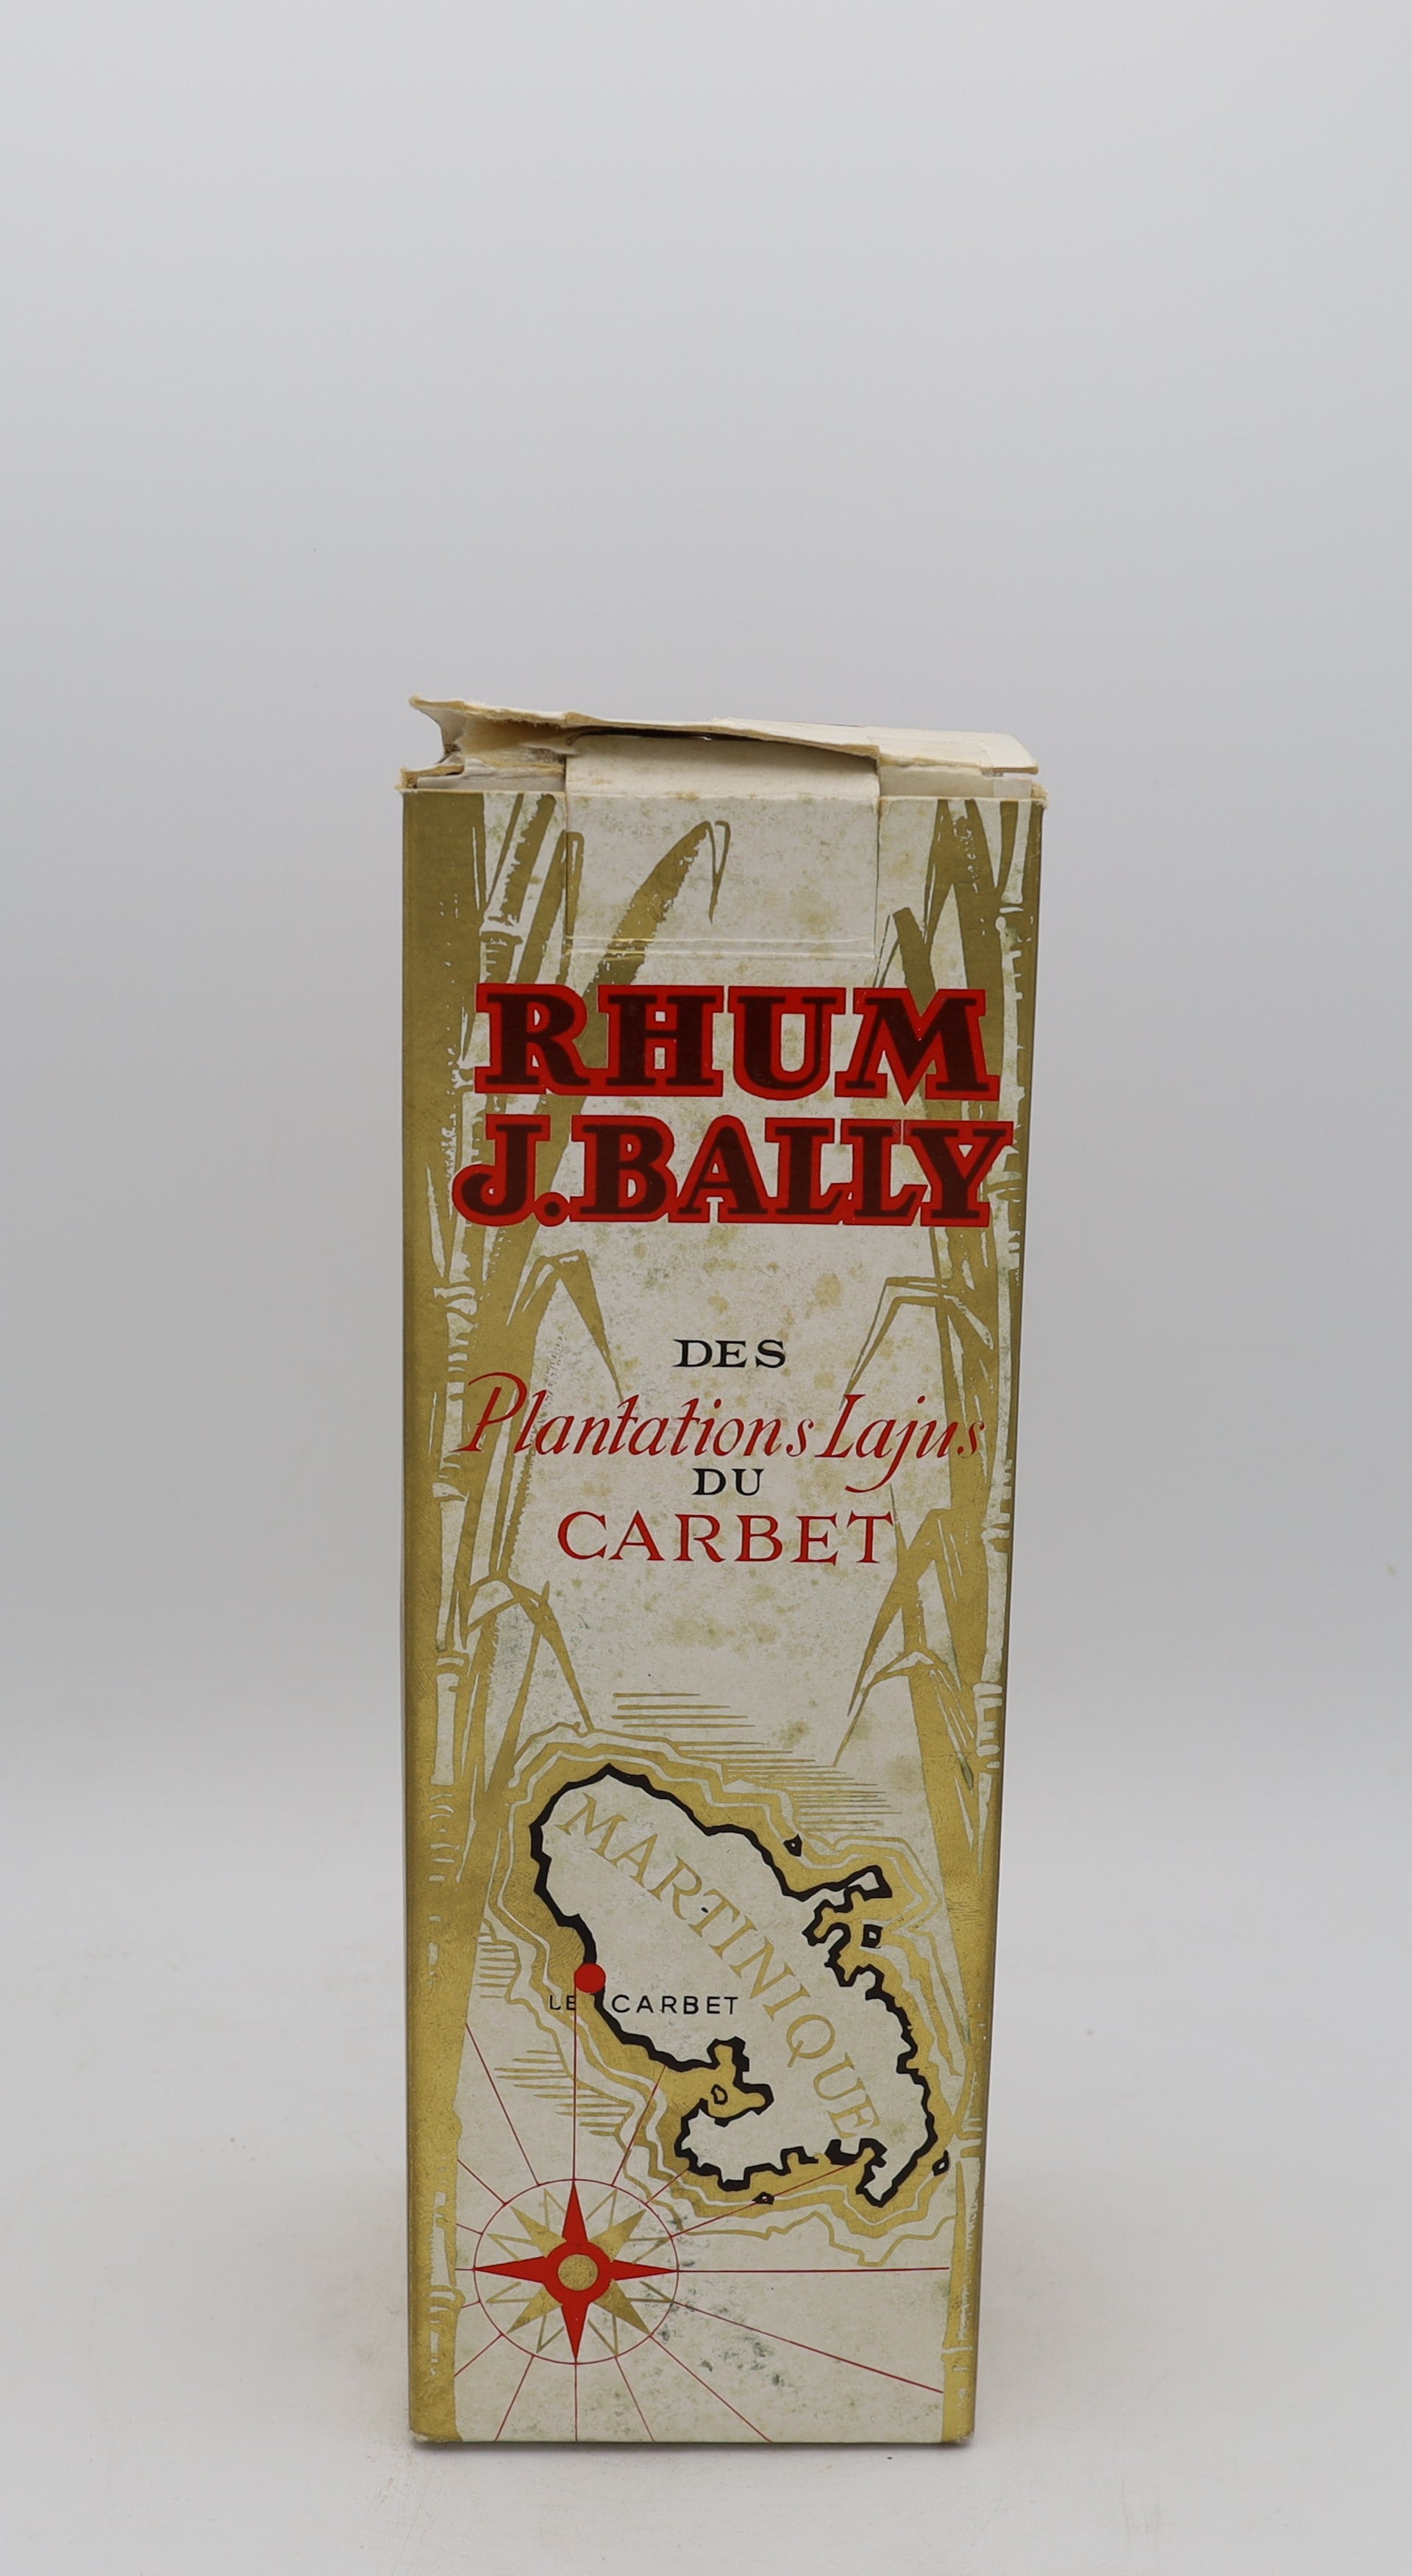 RHUM
J. BALLY
DES
Plantations Lajus
DU
CARBET
MARTINIQUE
LE CARBET